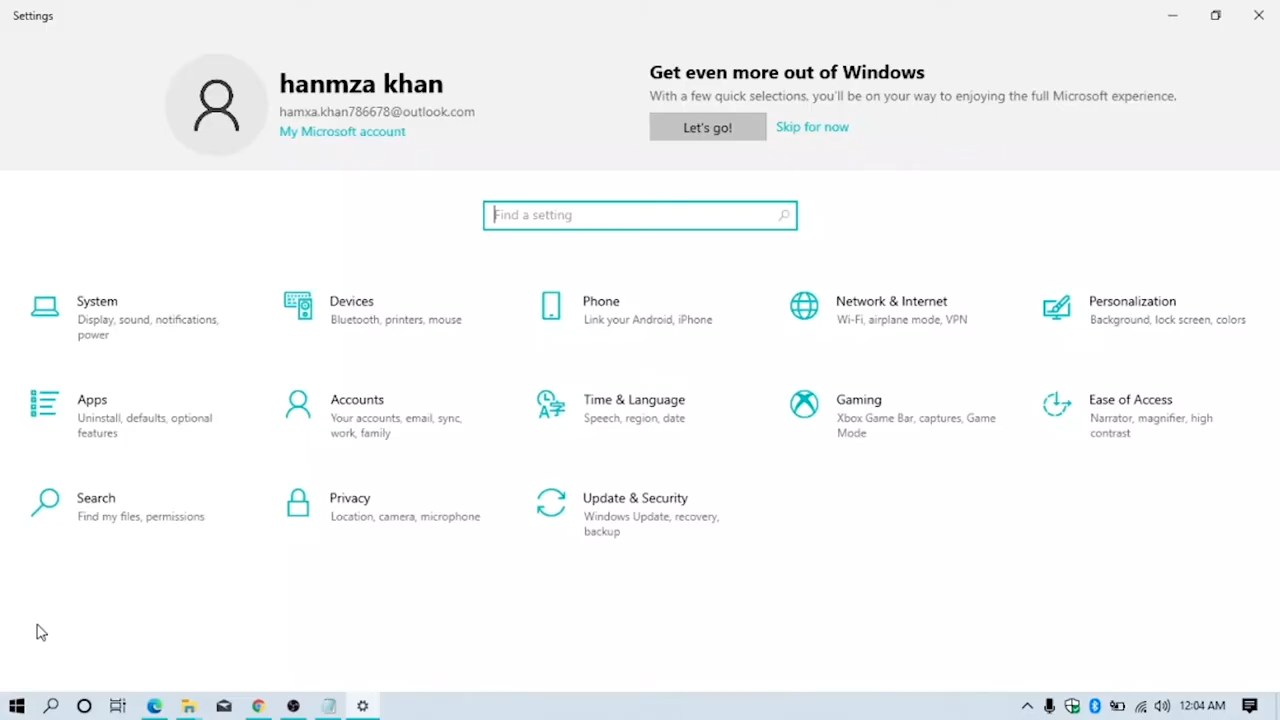 Settings
hanmza khan
hamxa.khan786678@outlook.com
My Microsoft account
Get even more out of Windows
With a few quick selections, you'll be on your way to enjoying the full Microsoft experience.
Let's go!
Skip for now
Find a setting
System
Display, sound, notifications,
power
Devices
Bluetooth, printers, mouse
Phone
Link your Android, iPhone
Network & Internet
Wi-Fi, airplane mode, VPN
Personalization
Background, lock screen, colors
Apps
Uninstall, defaults, optional
features
Accounts
Your accounts, email, sync,
work, family
Time & Language
Speech, region, date
Gaming
Xbox Game Bar, captures, Game
Mode
Ease of Access
Narrator, magnifier, high
contrast
Search
Find my files, permissions
Privacy
Location, camera, microphone
Update & Security
Windows Update, recovery,
backup
12:04 AM